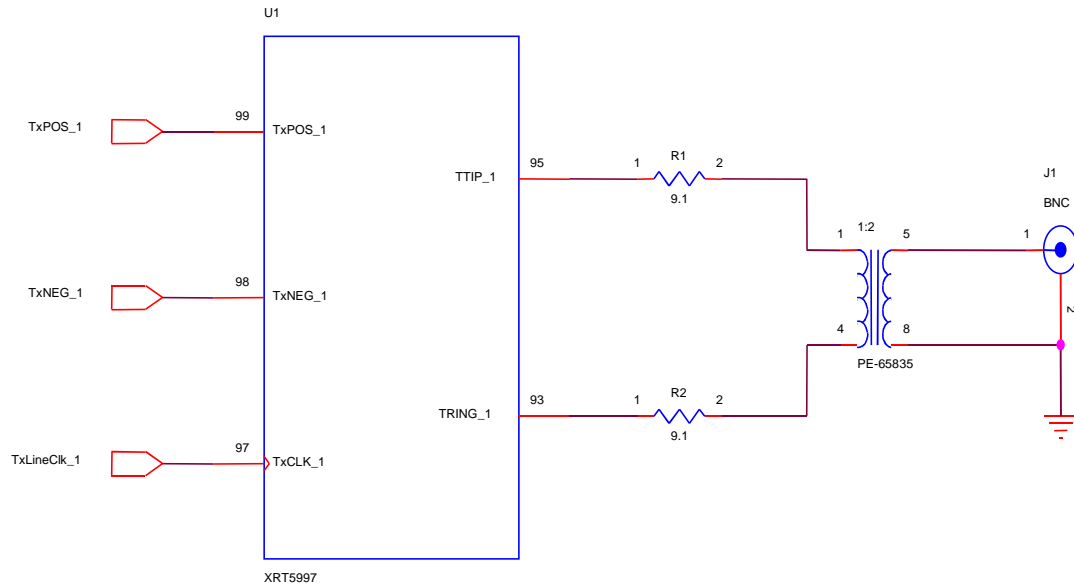 U1
TxPOS_1
99
TxPOS_1
TTIP_1
95
1
R1
2
9.1
J1
BNC
1:2
1
5
1
TxNEG_1
98
TxNEG_1
2
4
8
PE-65835
TRING_1
93
1
R2
2
9.1
TxLineClk_1
97
TxCLK_1
XRT5997